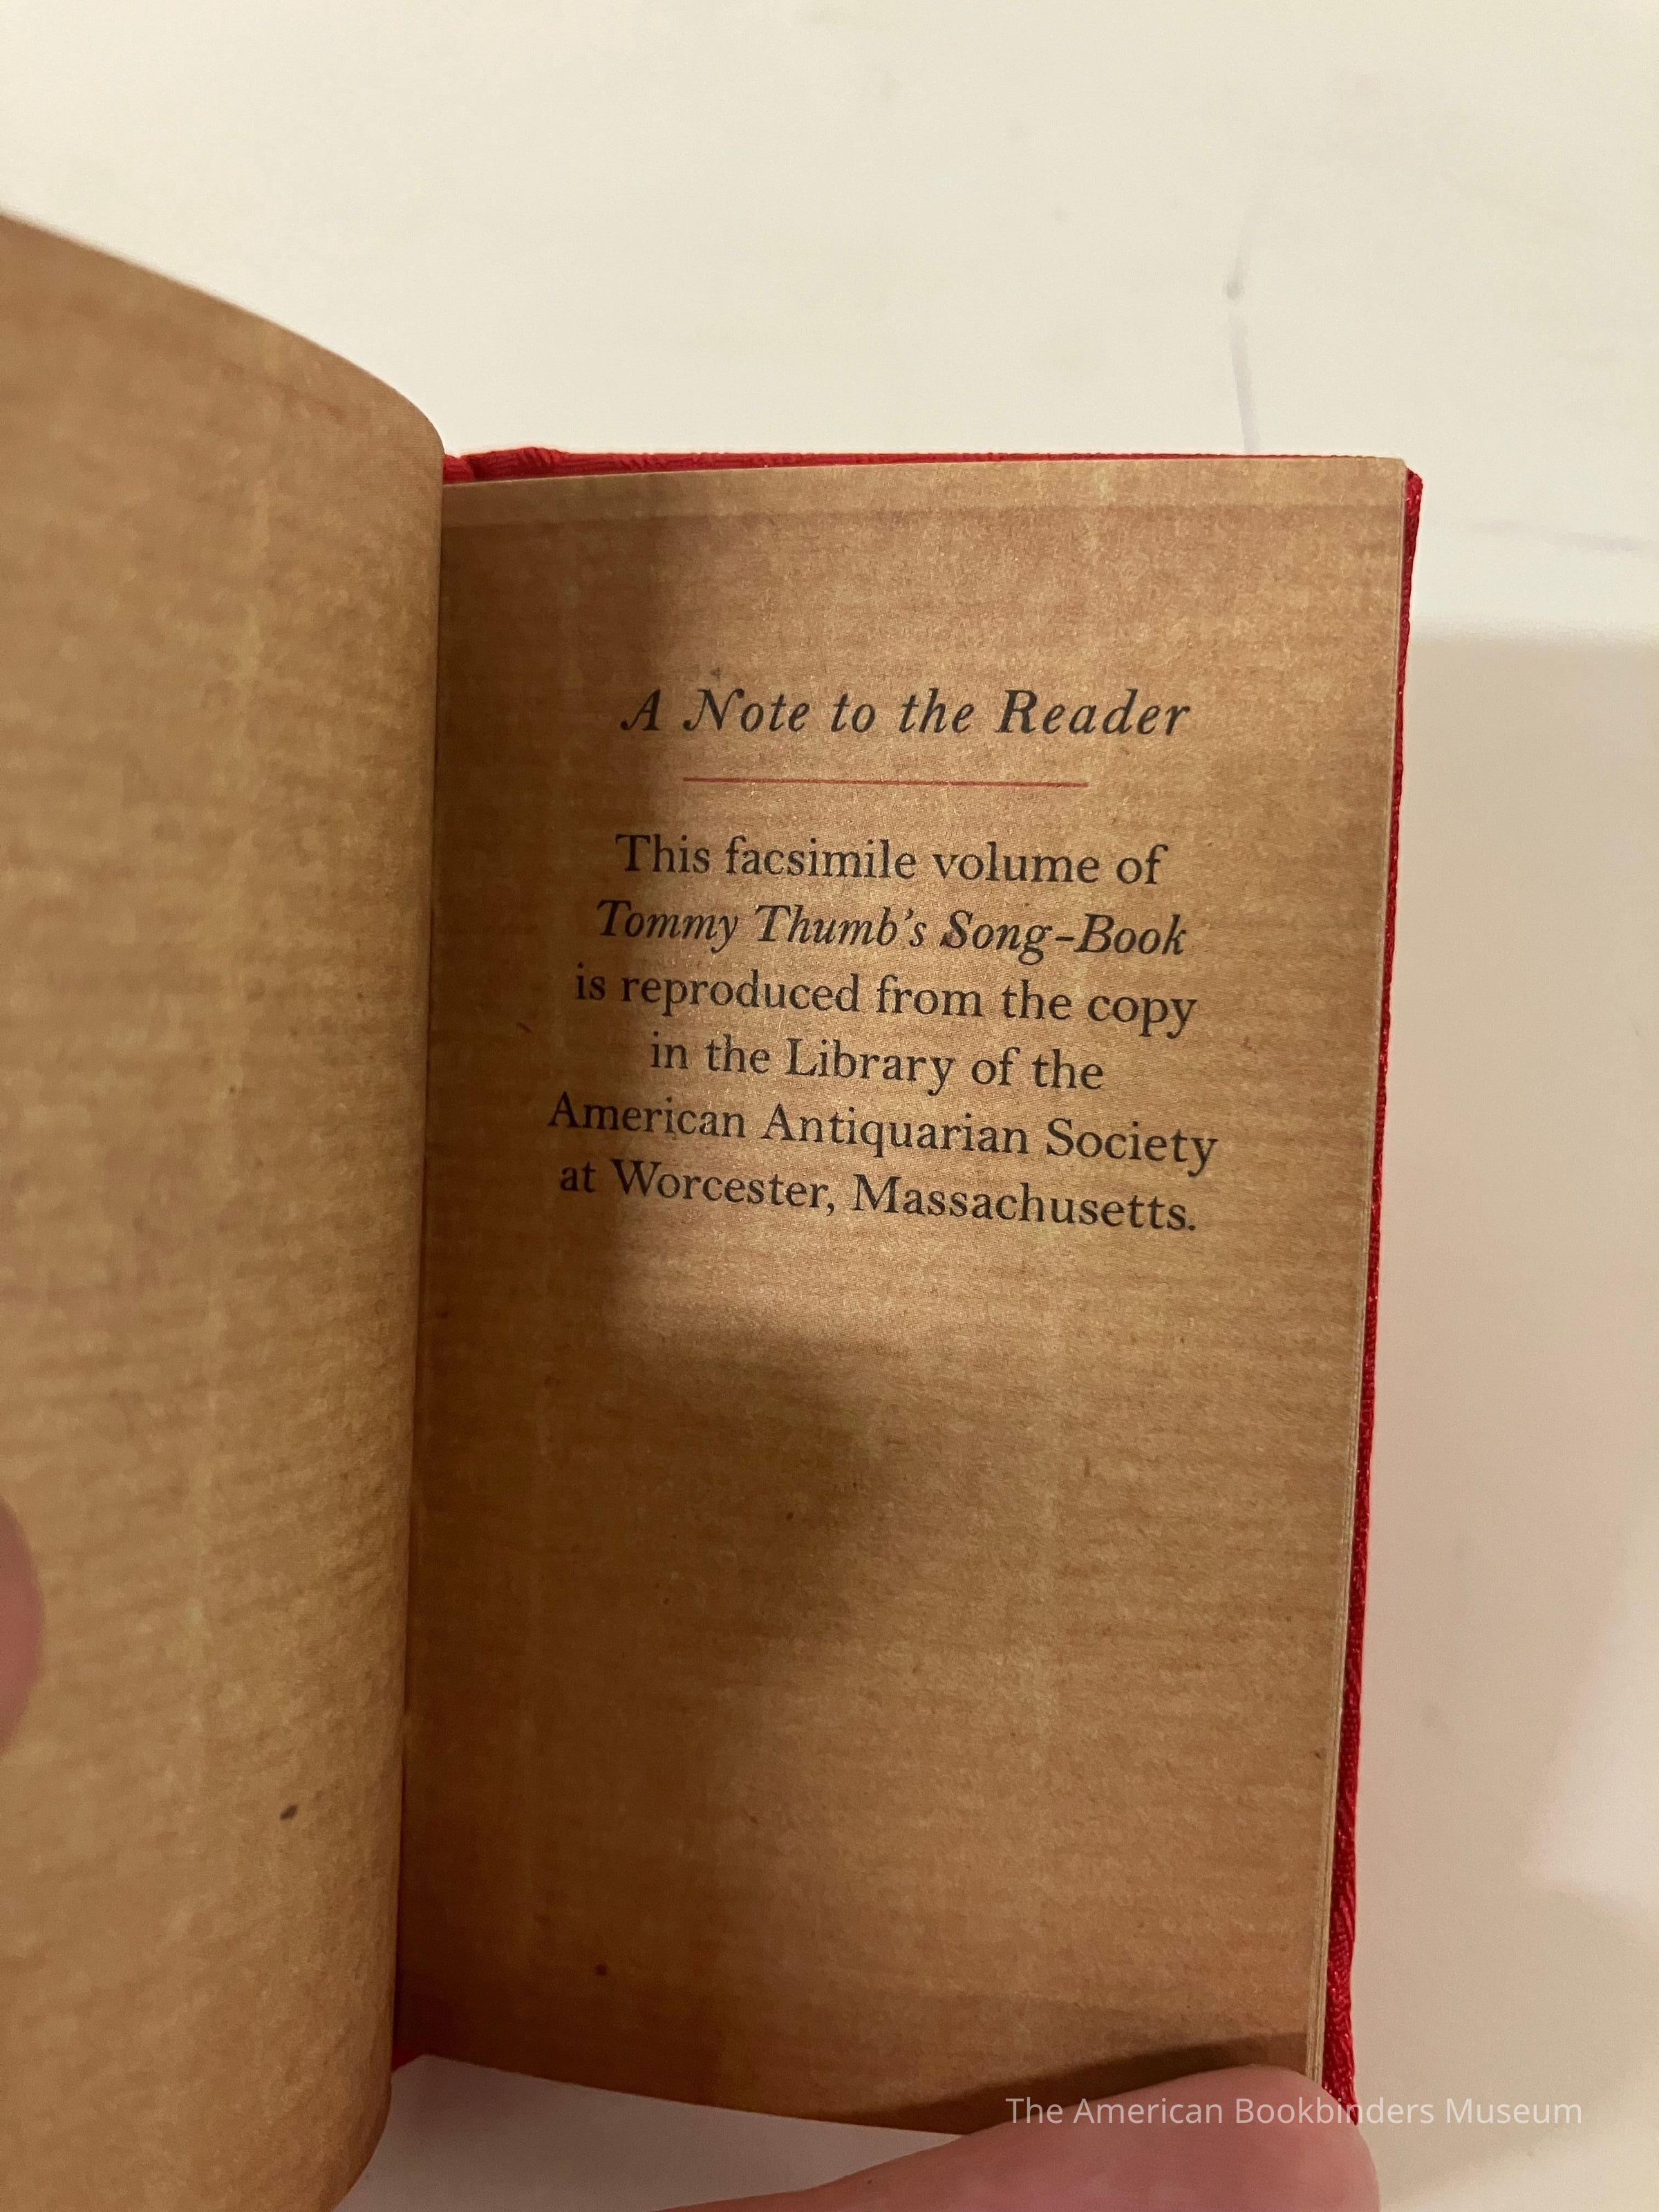 A Note to the Reader
This facsimile volume of
Tommy Thumb's Song-Book
is reproduced from the copy
in the Library of the
American Antiquarian Society
at Worcester, Massachusetts.
The American Bookbinders Museum